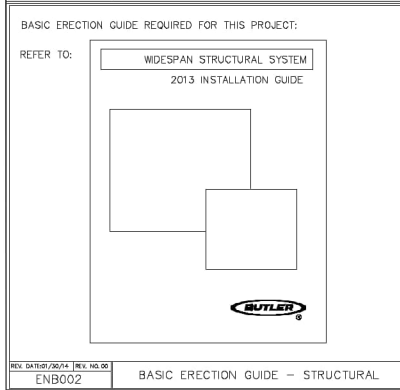 BASIC ERECTION GUIDE REQUIRED FOR THIS PROJECT:
REFER TO:
WIDESPAN STRUCTURAL SYSTEM
2013 INSTALLATION GUIDE
BUTLER ®
REV. DATE:01/30/14 REV. NO. 00
ENB002
BASIC ERECTION GUIDE - STRUCTURAL